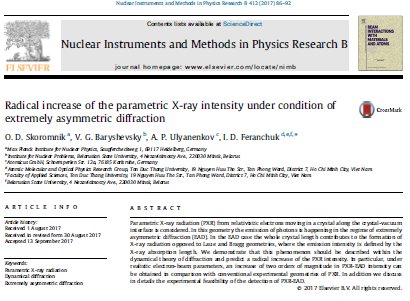 Nuclear Instruments and Methods in Physics Research B 412 (2017) 86–92
Contents lists available at ScienceDirect
Nuclear Instruments and Methods in Physics Research B
journal homepage: www.elsevier.com/locate/nimb
ELSEVIER
BEAM
INTERACTIONS
WITH
MATERIALS
AND ATOMS
Radical increase of the parametric X-ray intensity under condition of
extremely asymmetric diffraction
CrossMark
O. D. Skoromnik a, V. G. Baryshevsky b, A. P. Ulyanenkov c, I. D. Feranchuk d,e,f,*
a Max Planck Institute for Nuclear Physics, Saupfercheckweg 1, 69117 Heidelberg, Germany
b Institute for Nuclear Problems, Belarusian State University, 4 Nezavisimosty Ave., 220030 Minsk, Belarus
c Atomicus GmbH, Schoemperlen Str. 12a, 76185 Karlsruhe, Germany
d Atomic Molecular and Optical Physics Research Group, Ton Duc Thang University, 19 Nguyen Huu Tho Str., Tan Phong Ward, District 7, Ho Chi Minh City, Viet Nam
e Faculty of Applied Sciences, Ton Duc Thang University, 19 Nguyen Huu Tho Str., Tan Phong Ward, District 7, Ho Chi Minh City, Viet Nam
f Belarusian State University, 4 Nezavisimosty Ave., 220030 Minsk, Belarus
ARTICLE INFO
Article history:
Received 1 August 2017
Received in revised form 30 August 2017
Accepted 13 September 2017
Keywords:
Parametric X-ray radiation
Dynamical diffraction
Extremely asymmetric diffraction
ABSTRACT
Parametric X-ray radiation (PXR) from relativistic electrons moving in a crystal along the crystal-vacuum
interface is considered. In this geometry the emission of photons is happening in the regime of extremely
asymmetric diffraction (EAD). In the EAD case the whole crystal length contributes to the formation of
X-ray radiation opposed to Laue and Bragg geometries, where the emission intensity is defined by the
X-ray absorption length. We demonstrate that this phenomenon should be described within the
dynamical theory of diffraction and predict a radical increase of the PXR intensity. In particular, under
realistic electron-beam parameters, an increase of two orders of magnitude in PXR-EAD intensity can
be obtained in comparison with conventional experimental geometries of PXR. In addition we discuss
in details the experimental feasibility of the detection of PXR-EAD.
© 2017 Elsevier B.V. All rights reserved.